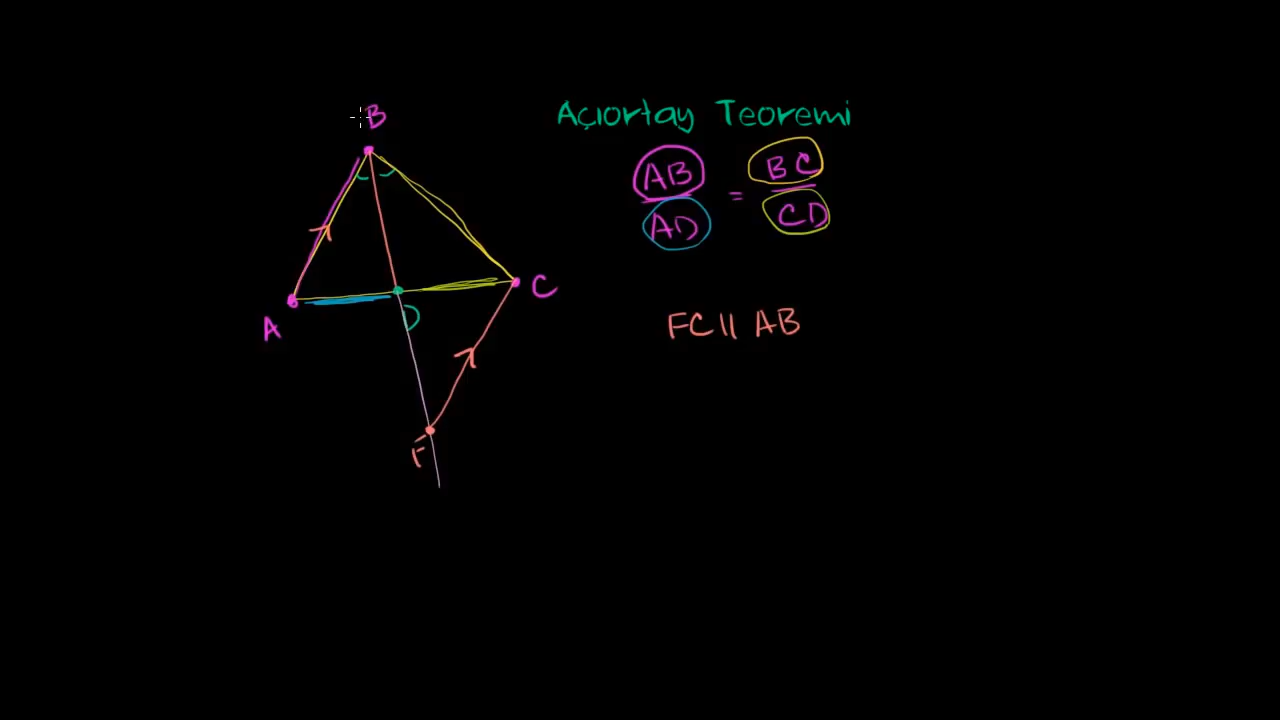 B
Açıortay Teoremi
AB
AD
=
BC
CD
C
A
D
F
FC || AB